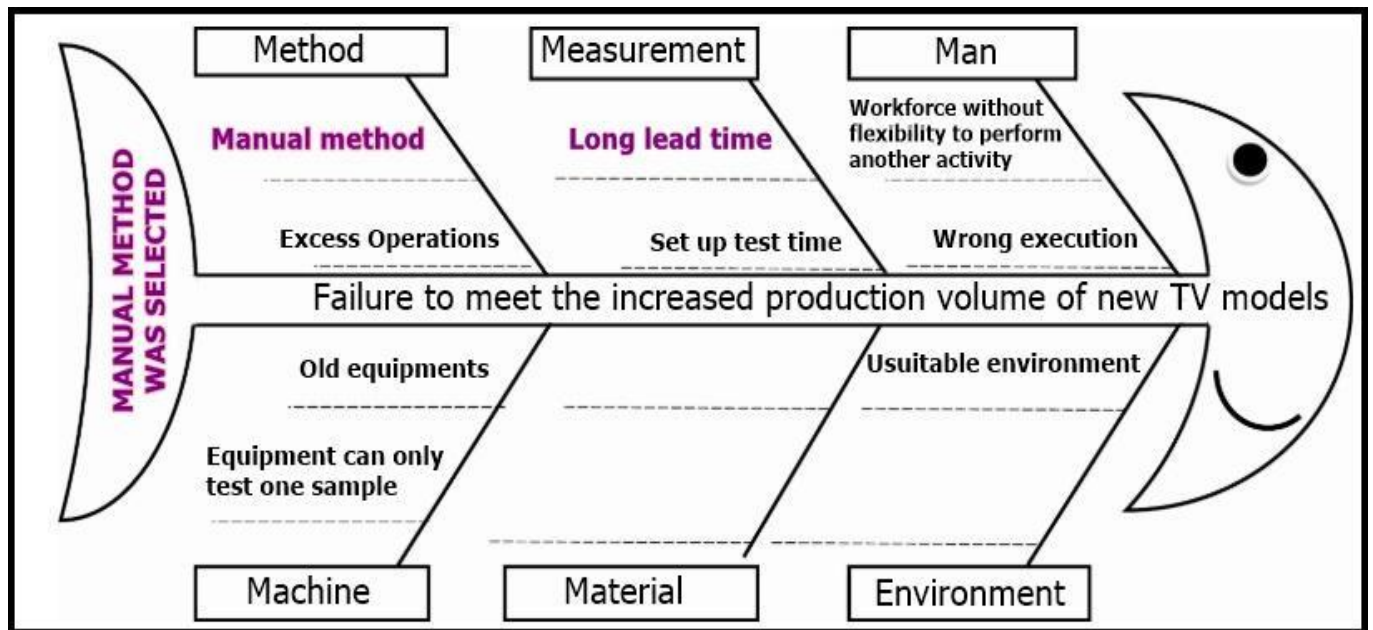 Method
Measurement
Man
Manual method
Long lead time
Workforce without
flexibility to perform
another activity
Excess Operations
Set up test time
Wrong execution
MANUAL METHOD
WAS SELECTED
Failure to meet the increased production volume of new TV models
Old equipments
Usuitable environment
Equipment can only
test one sample
Machine
Material
Environment